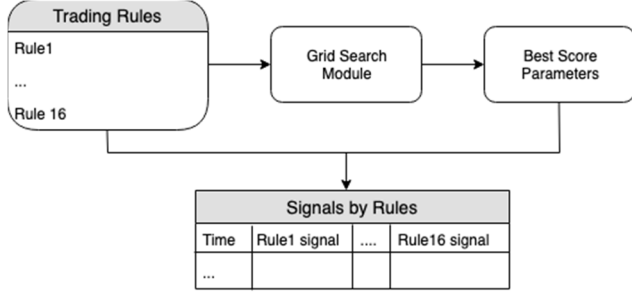 Trading Rules
Rule1
...
Rule 16
Grid Search
Module
Best Score
Parameters
Signals by Rules
Time Rule1 signal .... Rule16 signal
...